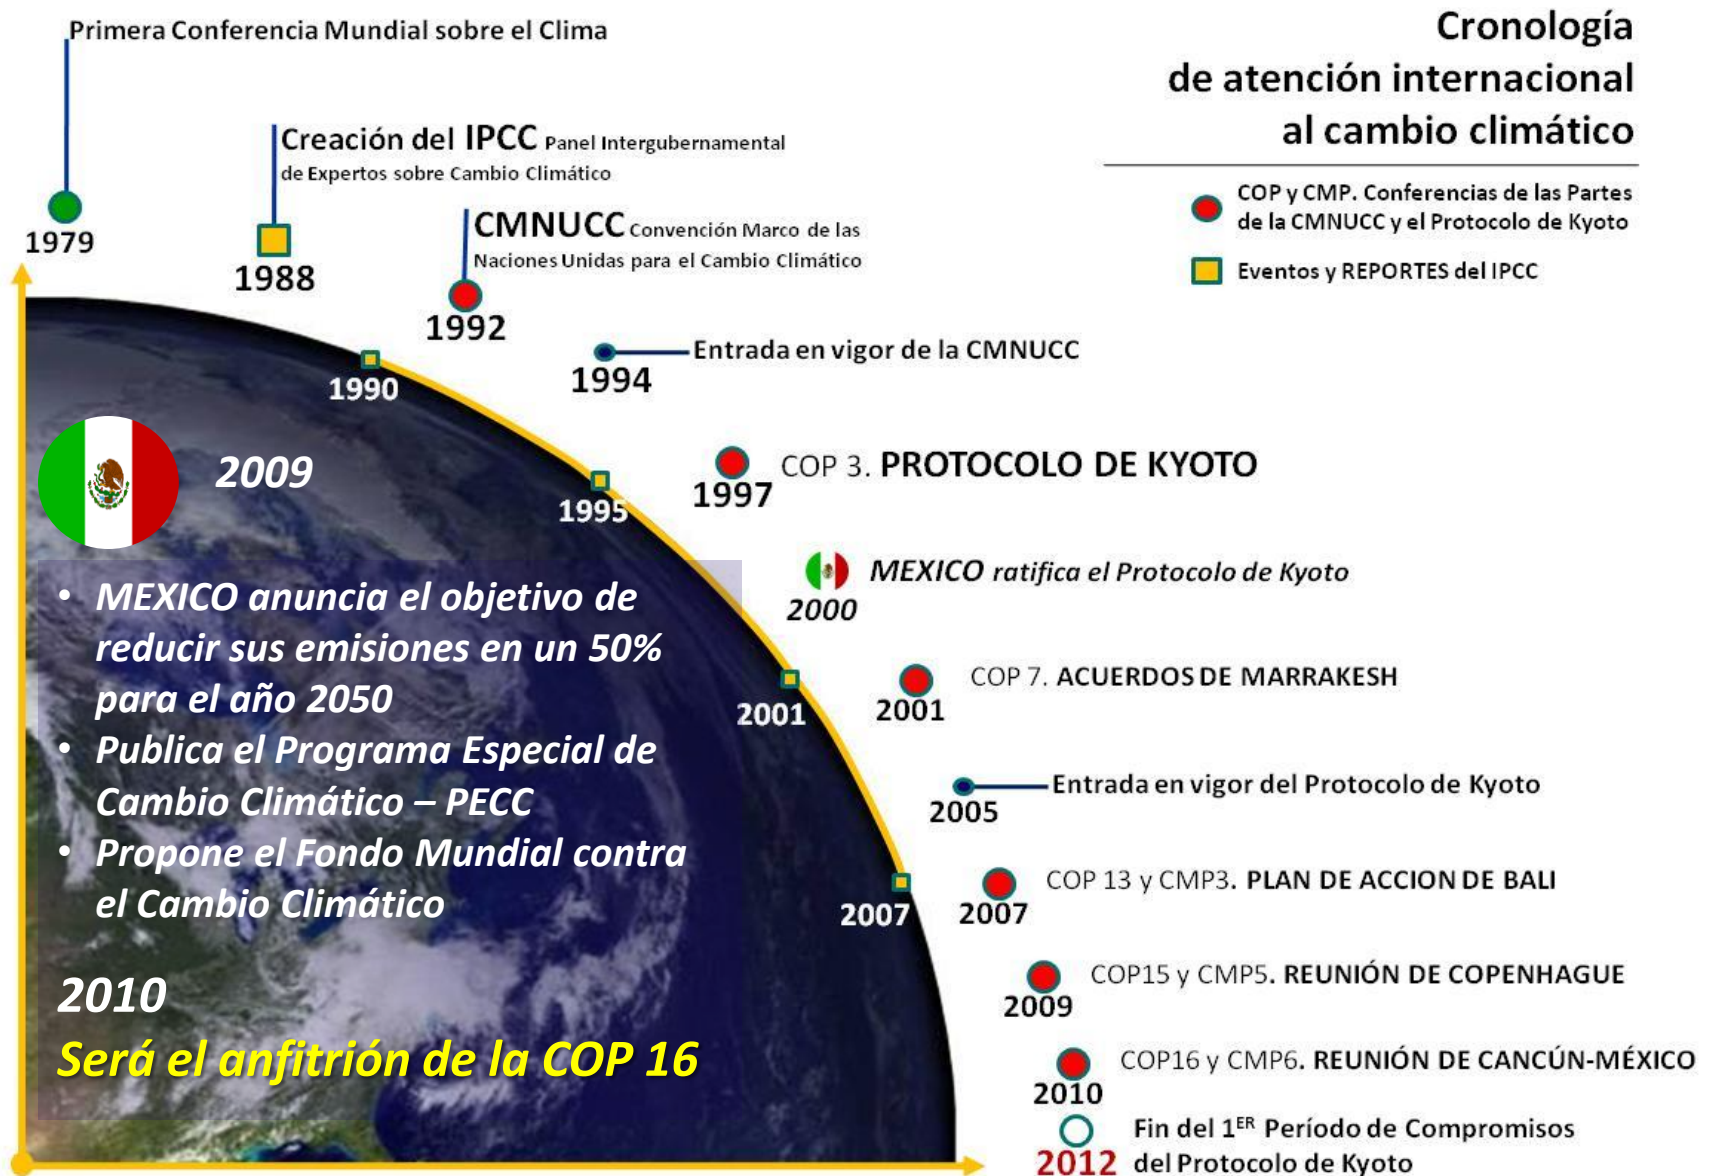 Primera Conferencia Mundial sobre el Clima
1979
Creación del IPCC Panel Intergubernamental
de Expertos sobre Cambio Climático
1988
CMNUCC Convención Marco de las
Naciones Unidas para el Cambio Climático
1992
Cronología
de atención internacional
al cambio climático
COP y CMP. Conferencias de las Partes
de la CMNUCC y el Protocolo de Kyoto
Eventos y REPORTES del IPCC
1990
Entrada en vigor de la CMNUCC
1994
1995
COP 3. PROTOCOLO DE KYOTO
1997
MEXICO ratifica el Protocolo de Kyoto
2000
2001
COP 7. ACUERDOS DE MARRAKESH
2001
Entrada en vigor del Protocolo de Kyoto
2005
2007
COP 13 y CMP3. PLAN DE ACCION DE BALI
2007
COP15 y CMP5. REUNIÓN DE COPENHAGUE
2009
COP16 y CMP6. REUNIÓN DE CANCÚN-MÉXICO
2010
Fin del 1ER Período de Compromisos
2012 del Protocolo de Kyoto
2009
• MEXICO anuncia el objetivo de
reducir sus emisiones en un 50%
para el año 2050
• Publica el Programa Especial de
Cambio Climático – PECC
• Propone el Fondo Mundial contra
el Cambio Climático
2010
Será el anfitrión de la COP 16